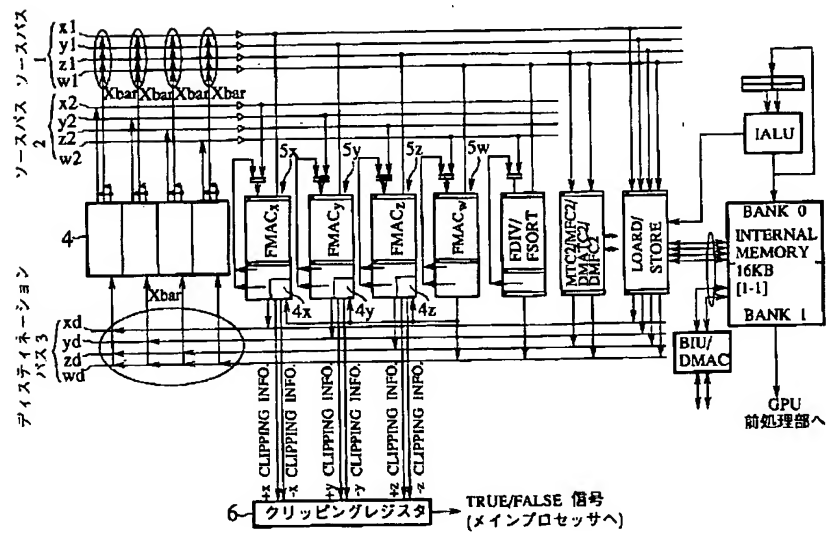 ソースバス
1
x1
y1
z1
w1
Xbar Xbar Xbar Xbar
ソースバス
2
x2
y2
z2
w2
4
5x
5y
5z
5w
FMACx
FMACy
FMACz
FMACw
FDIV/
FSORT
MTC2/MFC2/
DMATC2/
DMFC2
LOARD/
STORE
IALU
BANK 0
INTERNAL
MEMORY
16KB
[1-1]
BANK 1
Xbar
4x
4y
4z
ディスティネーション
バス3
xd
yd
zd
wd
BIU/
DMAC
GPU
前処理部へ
+x CLIPPING INFO.
-x CLIPPING INFO.
+y CLIPPING INFO.
-y CLIPPING INFO.
+z CLIPPING INFO.
-z CLIPPING INFO.
6
クリッピングレジスタ
TRUE/FALSE 信号
(メインプロセッサへ)